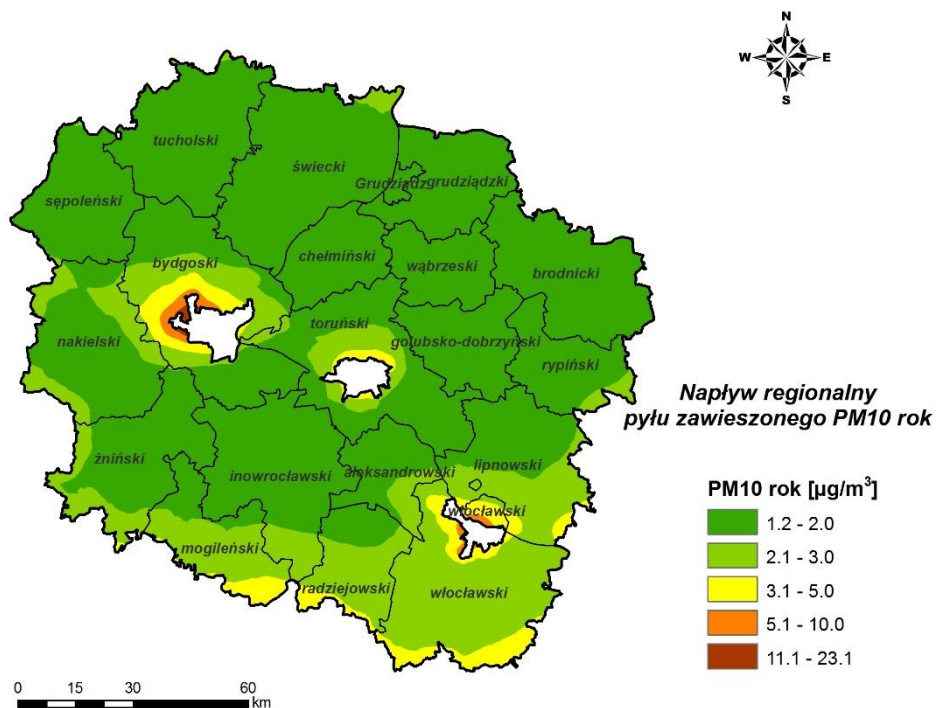 N
W E
S
tucholski
świecki
Grudziądz grudziądzki
sępoleński
bydgoski
chełmiński
wąbrzeski
brodnicki
toruński
nakielski
golubsko-dobrzyński
rypiński
Napływ regionalny
pyłu zawieszonego PM10 rok
żniński
inowrocławski
aleksandrowski
lipnowski
włocławski
mogileński
radziejowski
włocławski
PM10 rok [µg/m³]
1.2 - 2.0
2.1 - 3.0
3.1 - 5.0
5.1 - 10.0
11.1 - 23.1
0 15 30 45 60
km